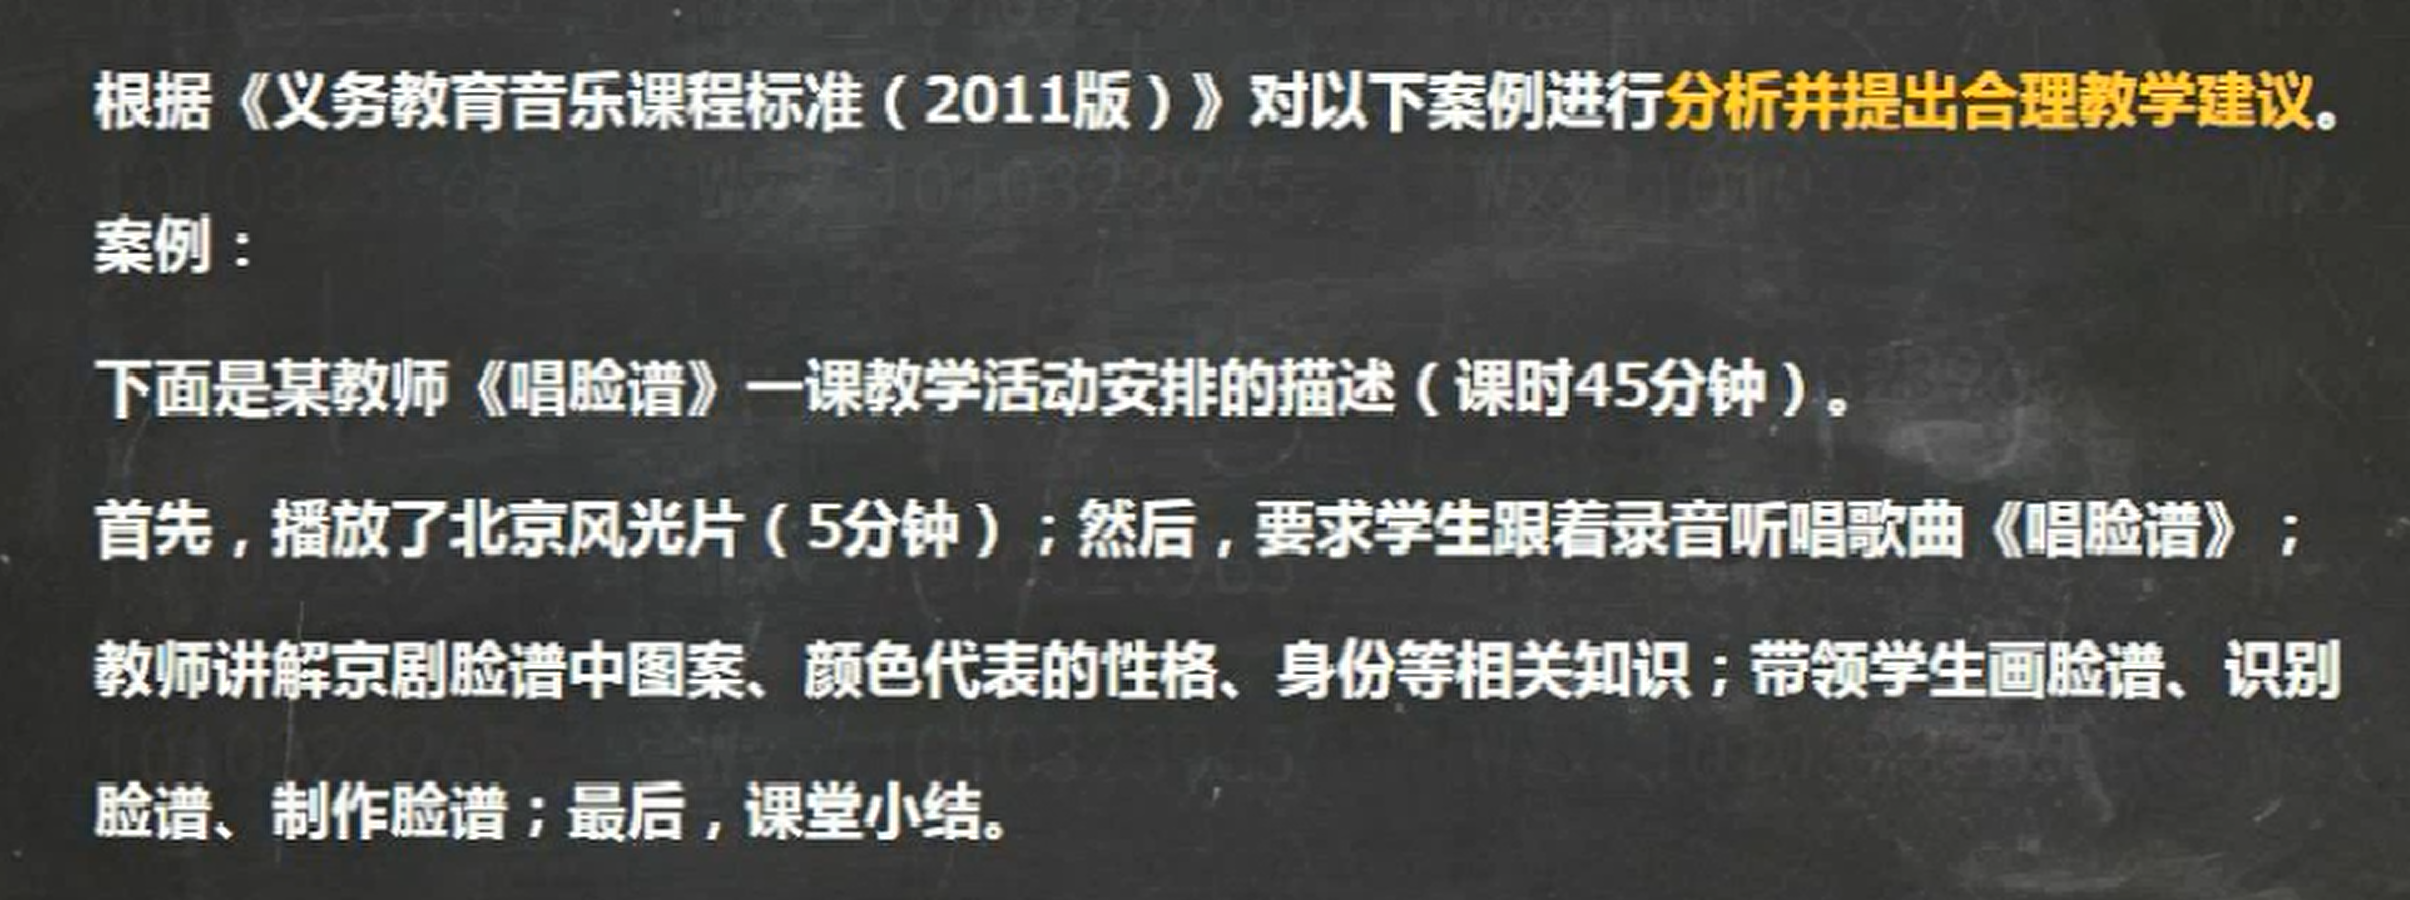 根据《义务教育音乐课程标准（2011版）》对以下案例进行分析并提出合理教学建议。
案例：
下面是某教师《唱脸谱》一课教学活动安排的描述（课时45分钟）。
首先，播放了北京风光片（5分钟）；然后，要求学生跟着录音听唱歌曲《唱脸谱》；
教师讲解京剧脸谱中图案、颜色代表的性格、身份等相关知识；带领学生画脸谱、识别
脸谱、制作脸谱；最后，课堂小结。